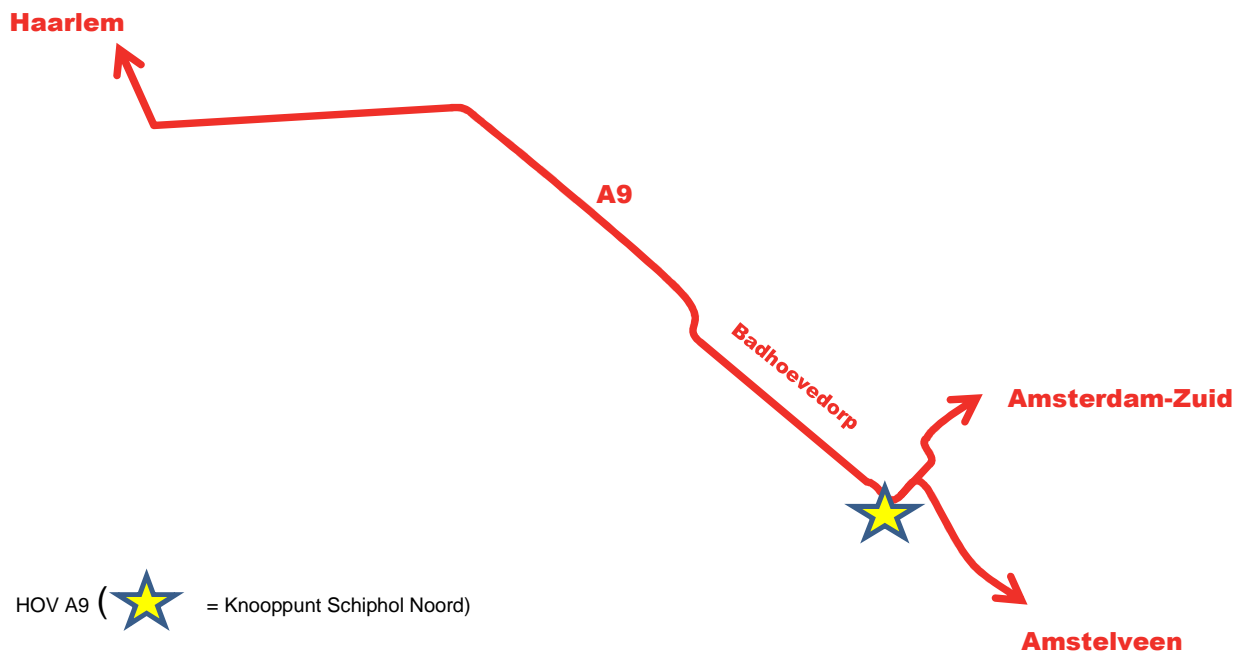 Haarlem
A9
Badhoevedorp
Amsterdam-Zuid
HOV A9 ( = Knooppunt Schiphol Noord)
Amstelveen